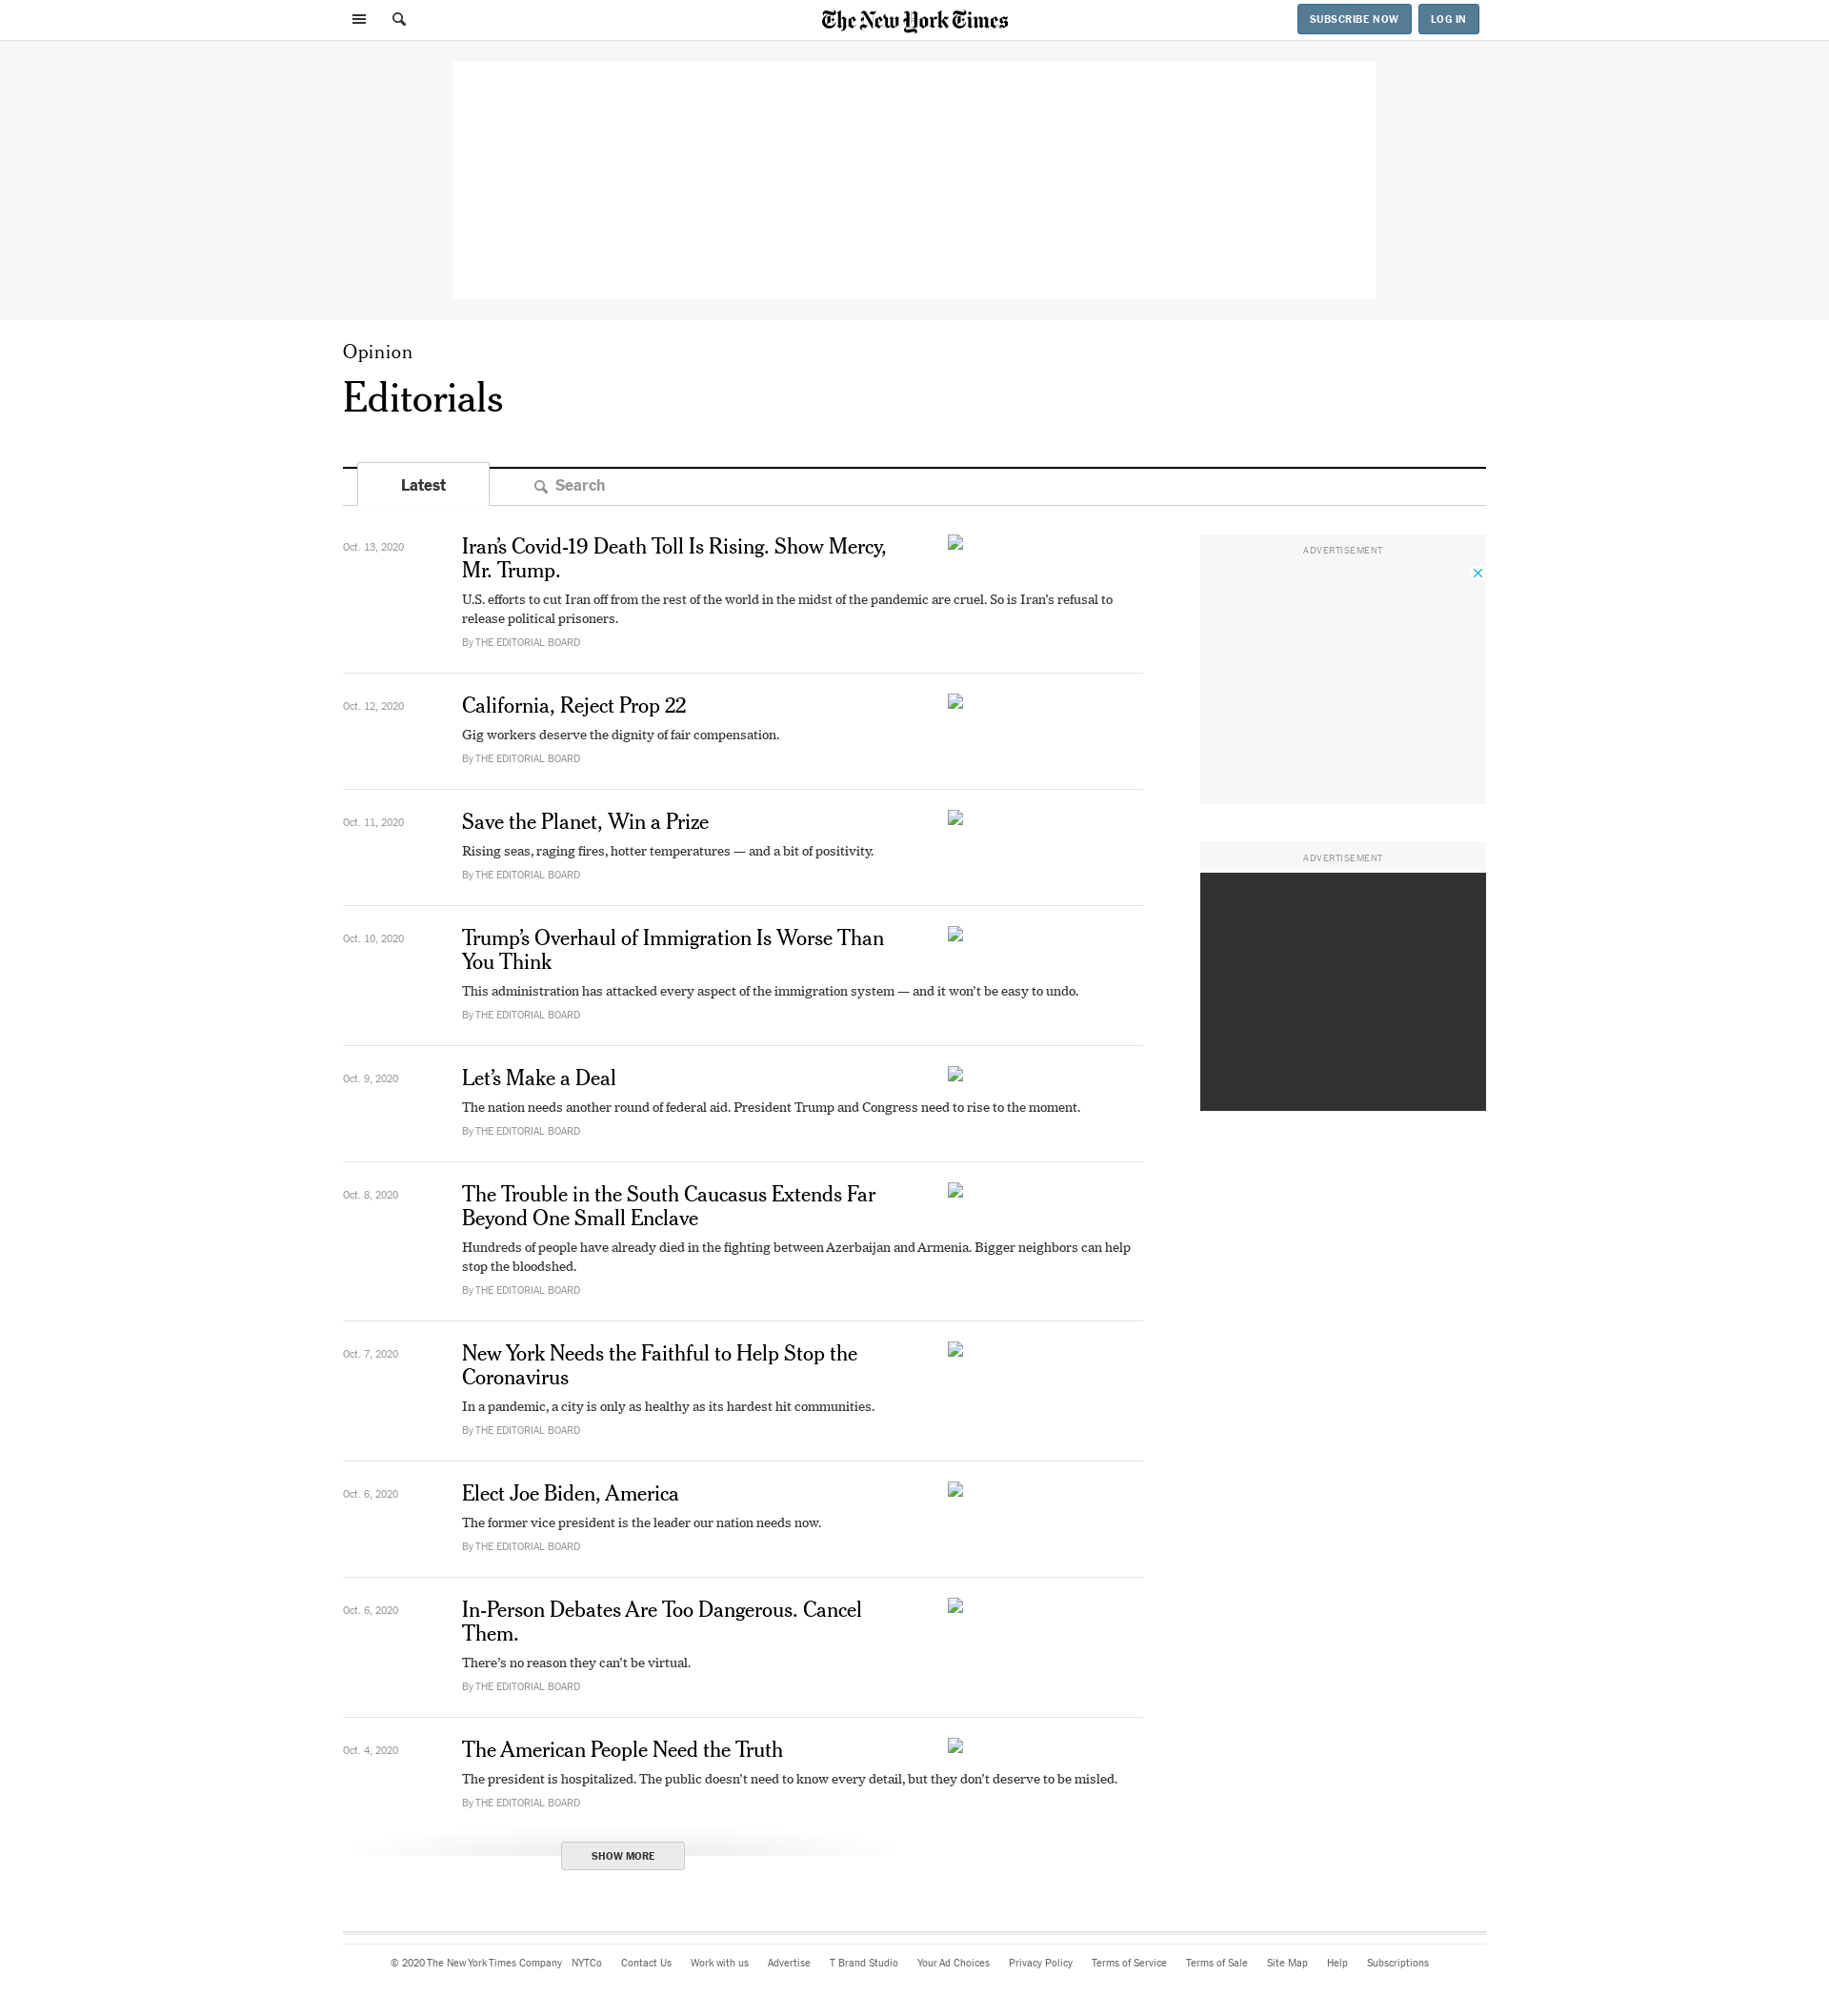 The New York Times
SUBSCRIBE NOW
LOG IN
Opinion
Editorials
Latest
Search
Oct. 13, 2020
Iran’s Covid-19 Death Toll Is Rising. Show Mercy,
Mr. Trump.
U.S. efforts to cut Iran off from the rest of the world in the midst of the pandemic are cruel. So is Iran’s refusal to
release political prisoners.
By THE EDITORIAL BOARD
Oct. 12, 2020
California, Reject Prop 22
Gig workers deserve the dignity of fair compensation.
By THE EDITORIAL BOARD
Oct. 11, 2020
Save the Planet, Win a Prize
Rising seas, raging fires, hotter temperatures — and a bit of positivity.
By THE EDITORIAL BOARD
Oct. 10, 2020
Trump’s Overhaul of Immigration Is Worse Than
You Think
This administration has attacked every aspect of the immigration system — and it won’t be easy to undo.
By THE EDITORIAL BOARD
Oct. 9, 2020
Let’s Make a Deal
The nation needs another round of federal aid. President Trump and Congress need to rise to the moment.
By THE EDITORIAL BOARD
Oct. 8, 2020
The Trouble in the South Caucasus Extends Far
Beyond One Small Enclave
Hundreds of people have already died in the fighting between Azerbaijan and Armenia. Bigger neighbors can help
stop the bloodshed.
By THE EDITORIAL BOARD
Oct. 7, 2020
New York Needs the Faithful to Help Stop the
Coronavirus
In a pandemic, a city is only as healthy as its hardest hit communities.
By THE EDITORIAL BOARD
Oct. 6, 2020
Elect Joe Biden, America
The former vice president is the leader our nation needs now.
By THE EDITORIAL BOARD
Oct. 6, 2020
In-Person Debates Are Too Dangerous. Cancel
Them.
There’s no reason they can’t be virtual.
By THE EDITORIAL BOARD
Oct. 4, 2020
The American People Need the Truth
The president is hospitalized. The public doesn’t need to know every detail, but they don’t deserve to be misled.
By THE EDITORIAL BOARD
SHOW MORE
ADVERTISEMENT
ADVERTISEMENT
© 2020 The New York Times Company NYTCo Contact Us Work with us Advertise T Brand Studio Your Ad Choices Privacy Policy Terms of Service Terms of Sale Site Map Help Subscriptions